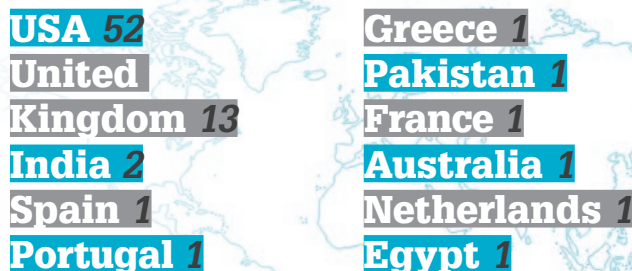 USA 52
United
Kingdom 13
India 2
Spain 1
Portugal 1
Greece 1
Pakistan 1
France 1
Australia 1
Netherlands 1
Egypt 1